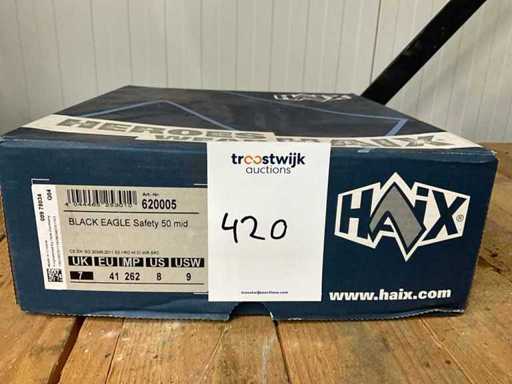 HAIX
HEROES
WEAR HAIX
troostwijk
auctions
420
Art.-Nr.
620005
BLACK EAGLE Safety 50 mid
UK EU MP US USW
7 41 262 8 9
HAIX®
www.haix.com